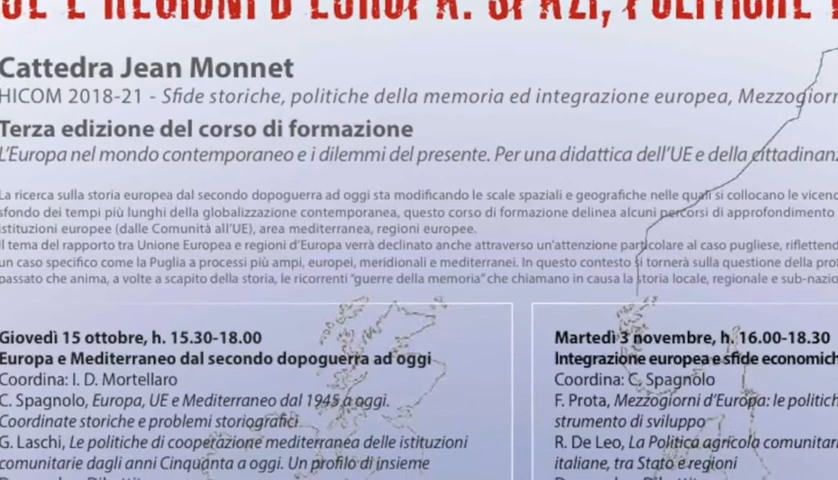 UE E REGIONI D'EUROPA. SPAZI, POLITICHE
Cattedra Jean Monnet
HICOM 2018-21 - Sfide storiche, politiche della memoria ed integrazione europea, Mezzogiorn
Terza edizione del corso di formazione
L'Europa nel mondo contemporaneo e i dilemmi del presente. Per una didattica dell'UE e della cittadinanz
La ricerca sulla storia europea dal secondo dopoguerra ad oggi sta modificando le scale spaziali e geografiche nelle quali si collocano le vicend
sfondo dei tempi più lunghi della globalizzazione contemporanea, questo corso di formazione delinea alcuni percorsi di approfondimento
istituzioni europee (dalle Comunità all'UE), area mediterranea, regioni europee.
Il tema del rapporto tra Unione Europea e regioni d'Europa verrà declinato anche attraverso un'attenzione particolare al caso pugliese, riflettend
un caso specifico come la Puglia a processi più ampi, europei, meridionali e mediterranei. In questo contesto si tornerà sulla questione della prof
passato che anima, a volte a scapito della storia, le ricorrenti "guerre della memoria" che chiamano in causa la storia locale, regionale e sub-nazio
Giovedì 15 ottobre, h. 15.30-18.00
Europa e Mediterraneo dal secondo dopoguerra ad oggi
Coordina: I. D. Mortellaro
C. Spagnolo, Europa, UE e Mediterraneo dal 1945 a oggi.
Coordinate storiche e problemi storiografici
G. Laschi, Le politiche di cooperazione mediterranea delle istituzioni
comunitarie dagli anni Cinquanta a oggi. Un profilo di insieme
Martedì 3 novembre, h. 16.00-18.30
Integrazione europea e sfide economich
Coordina: C. Spagnolo
F. Prota, Mezzogiorni d'Europa: le politich
strumento di sviluppo
R. De Leo, La Politica agricola comunitari
italiane, tra Stato e regioni